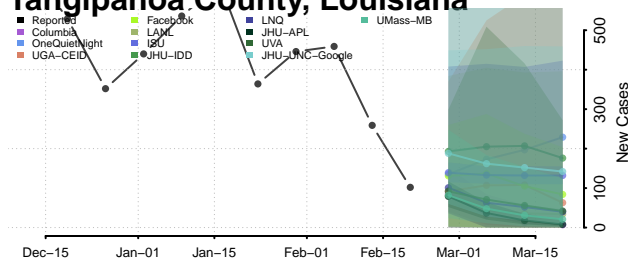 Tangipahoa County, Louisiana
Reported Facebook LNQ UMass−MB
Columbia LANL JHU−APL
OneQuietNight ISU UVA
UGA−CEID JHU−IDD JHU−UNC−Google
500
300
100
0
New Cases
Dec−15 Jan−01 Jan−15 Feb−01 Feb−15 Mar−01 Mar−15